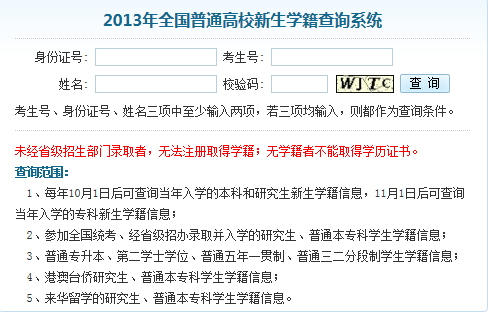 2013年全国普通高校新生学籍查询系统
身份证号： 考生号：
姓名： 校验码： WJTC 查 询
考生号、身份证号、姓名三项中至少输入两项，若三项均输入，则都作为查询条件。
未经省级招生部门录取者，无法注册取得学籍；无学籍者不能取得学历证书。
查询范围：
1、每年10月1日后可查询当年入学的本科和研究生新生学籍信息，11月1日后可查询
当年入学的专科新生学籍信息；
2、参加全国统考、经省级招办录取并入学的研究生、普通本专科学生学籍信息；
3、普通专升本、第二学士学位、普通五年一贯制、普通三二分段制学生学籍信息；
4、港澳台侨研究生、普通本专科学生学籍信息；
5、来华留学的研究生、普通本专科学生学籍信息。